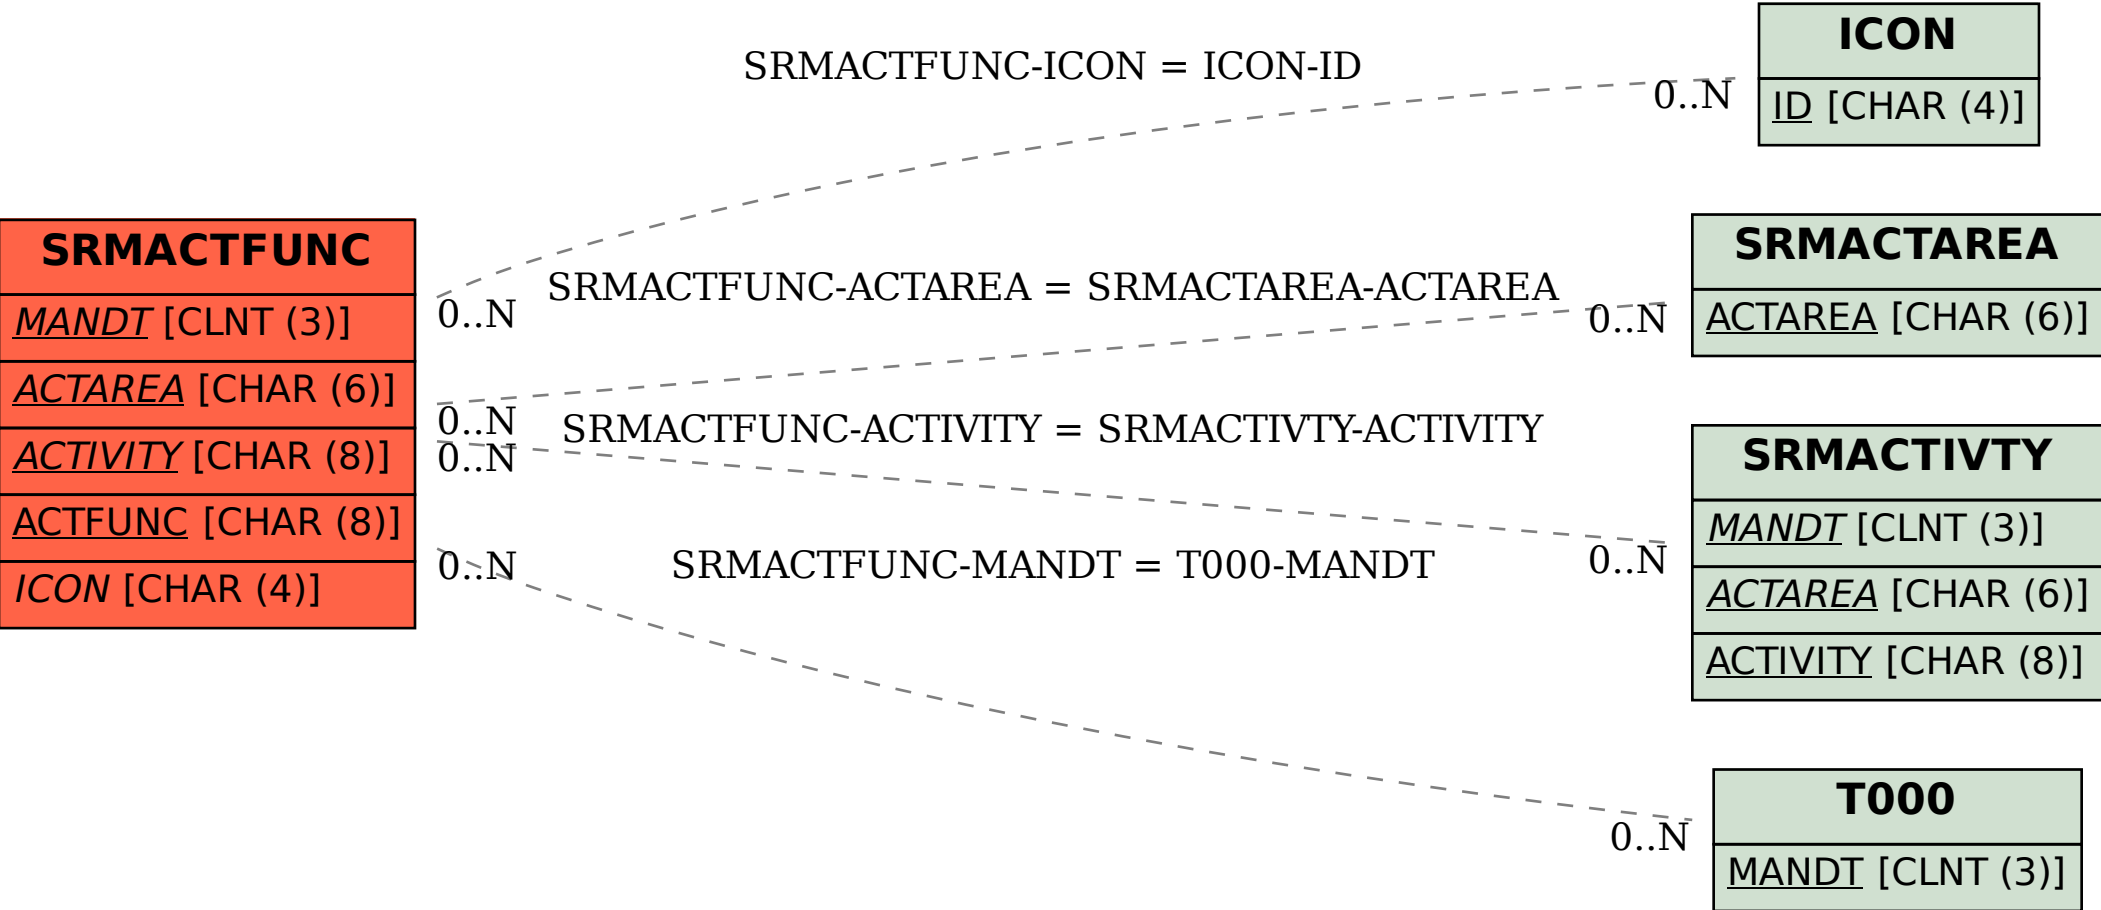 SRMACTFUNC
MANDT [CLNT (3)]
ACTAREA [CHAR (6)]
ACTIVITY [CHAR (8)]
ACTFUNC [CHAR (8)]
ICON [CHAR (4)]
SRMACTFUNC-ICON = ICON-ID
0..N
0..N
SRMACTFUNC-ACTAREA = SRMACTAREA-ACTAREA
0..N
0..N
SRMACTFUNC-ACTIVITY = SRMACTIVTY-ACTIVITY
0..N
0..N
SRMACTFUNC-MANDT = T000-MANDT
0..N
0..N
ICON
ID [CHAR (4)]
SRMACTAREA
ACTAREA [CHAR (6)]
SRMACTIVTY
MANDT [CLNT (3)]
ACTAREA [CHAR (6)]
ACTIVITY [CHAR (8)]
T000
MANDT [CLNT (3)]